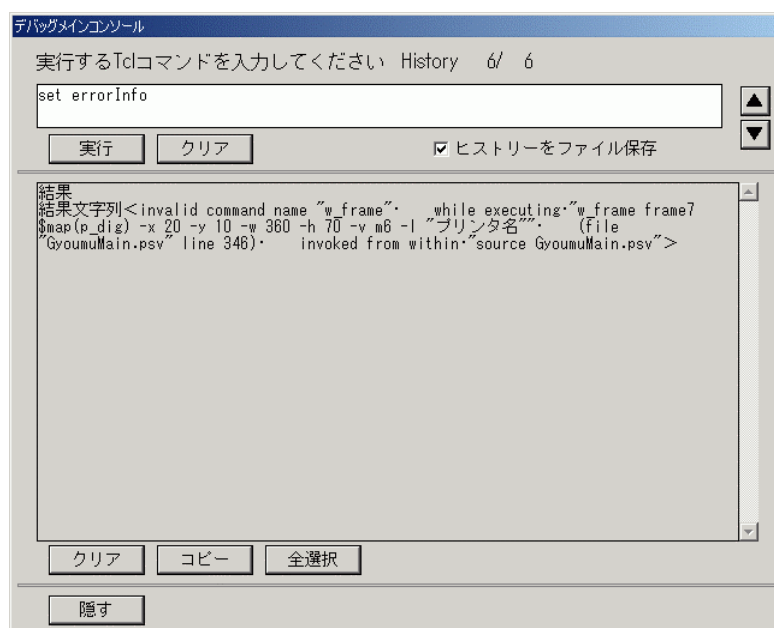 デバッグメインコンソール
実行するTclコマンドを入力してください History 6/ 6
set errorInfo
▲
▼
実行 クリア ヒストリーをファイル保存
結果
結果文字列<invalid command name "w_frame"・ while executing・"w_frame frame7
$map(p_dig) -x 20 -y 10 -w 360 -h 70 -v m6 -l "プリンタ名""・ (file
"GyoumuMain.psv" line 346)・ invoked from within・"source GyoumuMain.psv">
クリア コピー 全選択
隠す